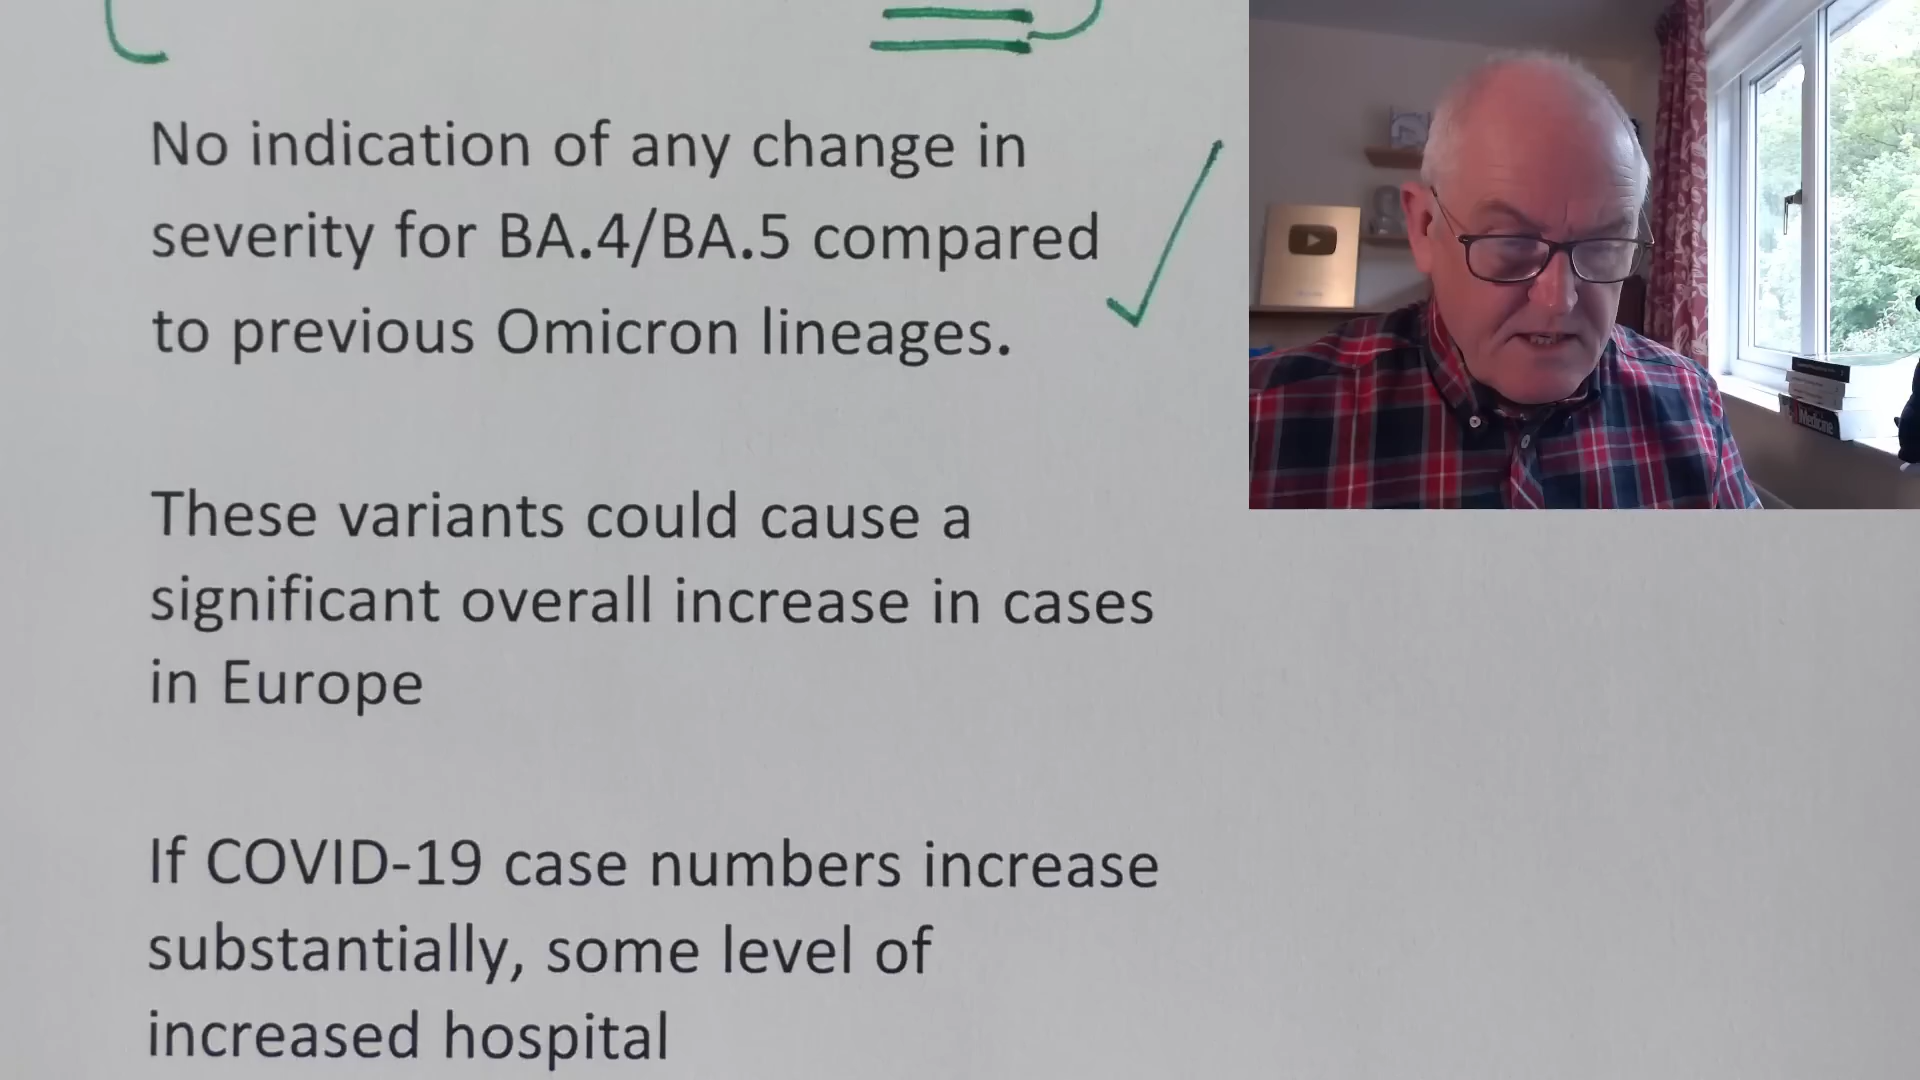 No indication of any change in
severity for BA.4/BA.5 compared
to previous Omicron lineages.
These variants could cause a
significant overall increase in cases
in Europe
If COVID-19 case numbers increase
substantially, some level of
increased hospital
Medicine